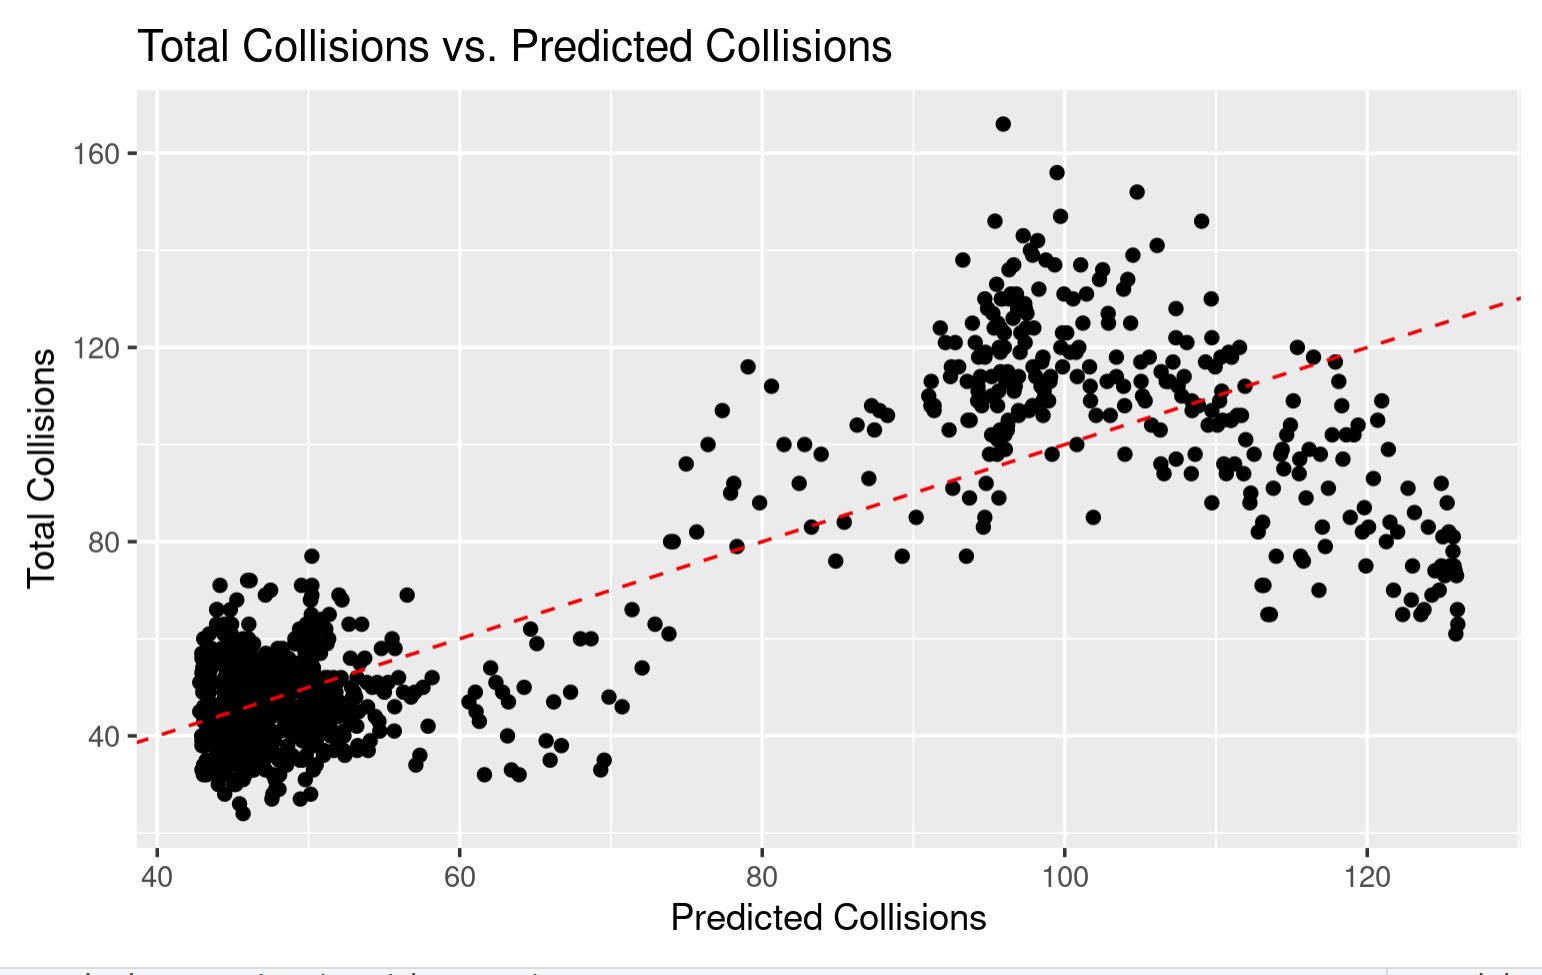 Total Collisions vs. Predicted Collisions
160
120
80
40
Total Collisions
40 60 80 100 120
Predicted Collisions